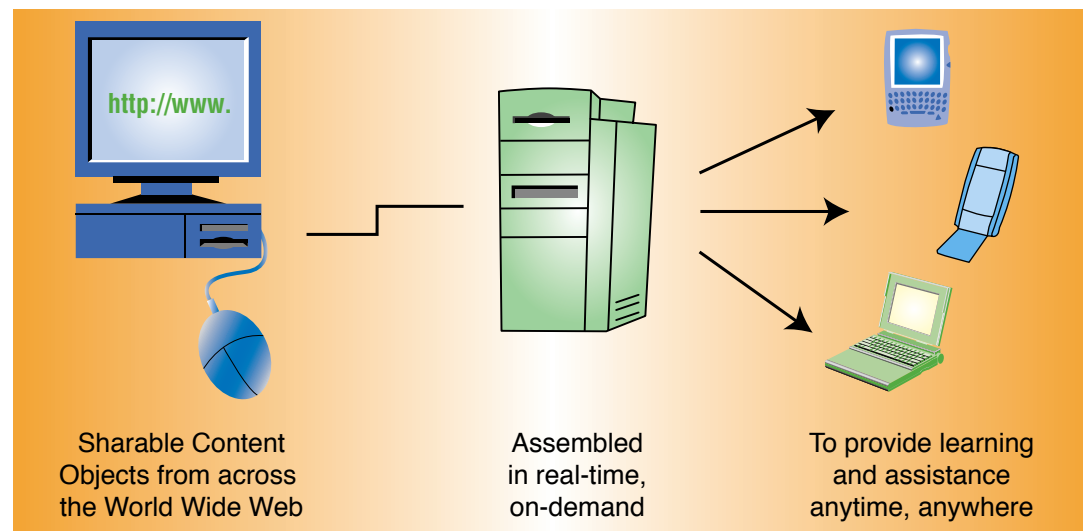 http://www.
Sharable Content
Objects from across
the World Wide Web
Assembled
in real-time,
on-demand
To provide learning
and assistance
anytime, anywhere